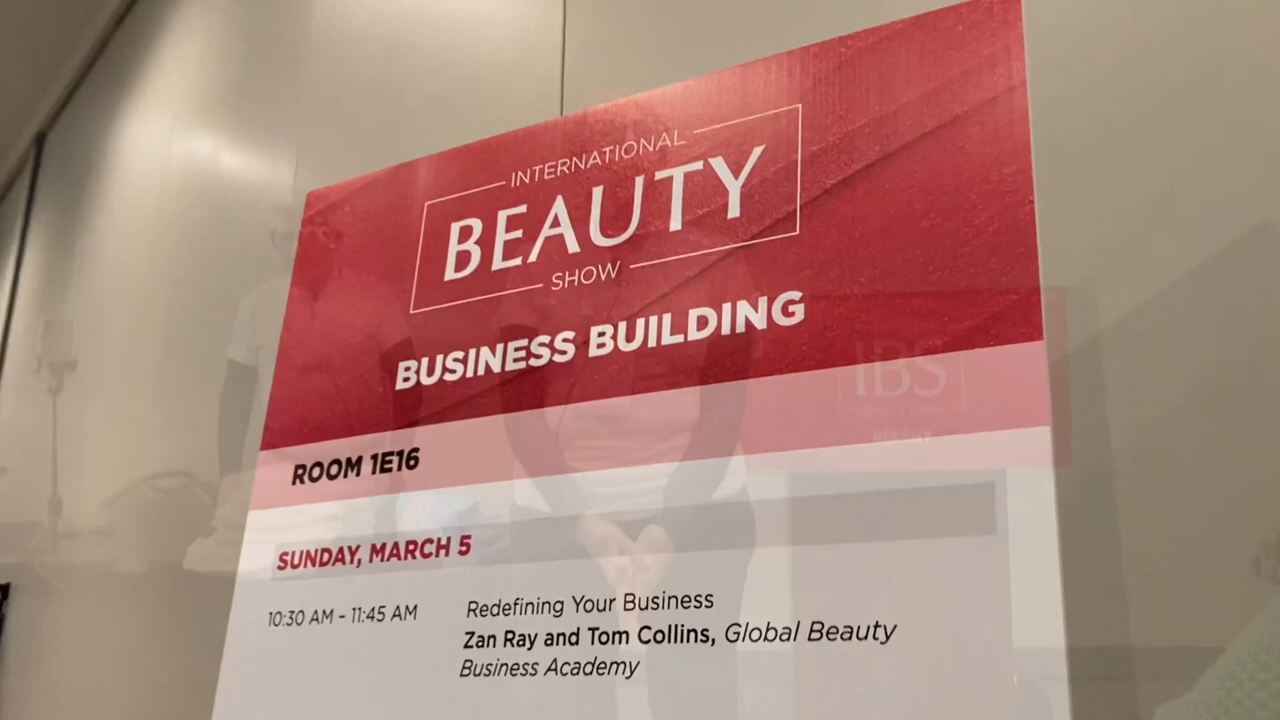 INTERNATIONAL
BEAUTY
SHOW
BUSINESS BUILDING
IBS
ROOM 1E16
SUNDAY, MARCH 5
10:30 AM - 11:45 AM Redefining Your Business
Zan Ray and Tom Collins, Global Beauty
Business Academy